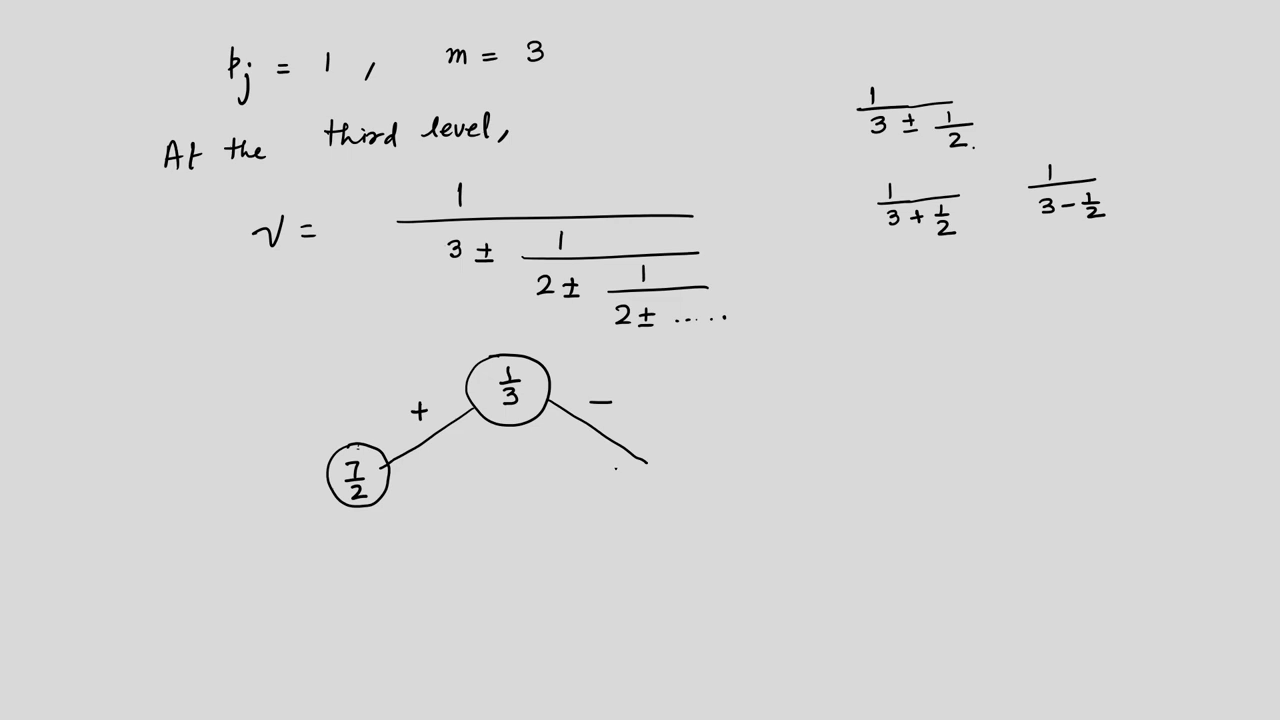 p_j = 1 , m = 3
At the third level,
ν = 1/(3 ± 1/(2 ± 1/(2 ± .....)))
1/(3 ± 1/2)
1/(3 + 1/2) 1/(3 - 1/2)
1/3
+ −
7/2